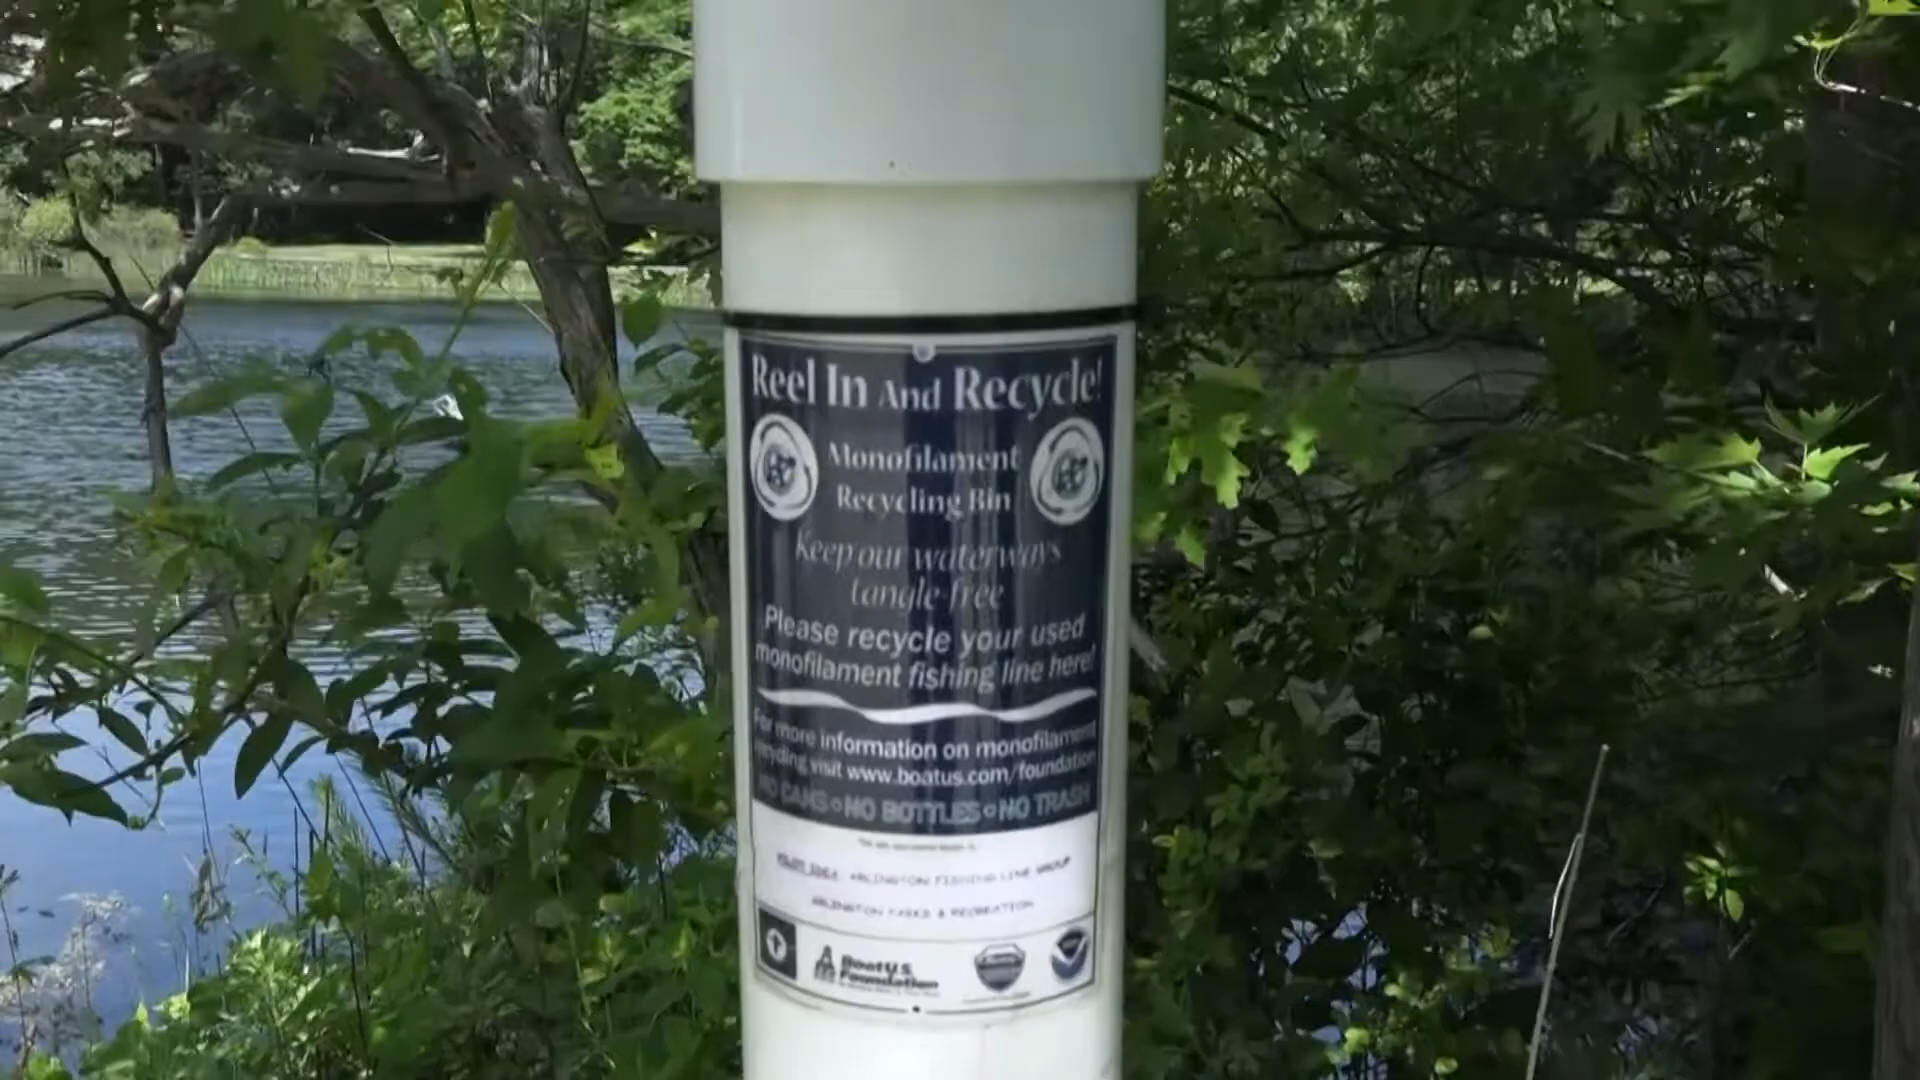 Reel In And Recycle!
Monofilament
Recycling Bin
Keep our waterways
tangle-free
Please recycle your used
monofilament fishing line here!
For more information on monofilament
recycling visit www.boatus.com/foundation
NO CANS NO BOTTLES NO TRASH
ARLINGTON FISHING LINE GROUP
ARLINGTON PARKS & RECREATION
BoatU.S.
Foundation